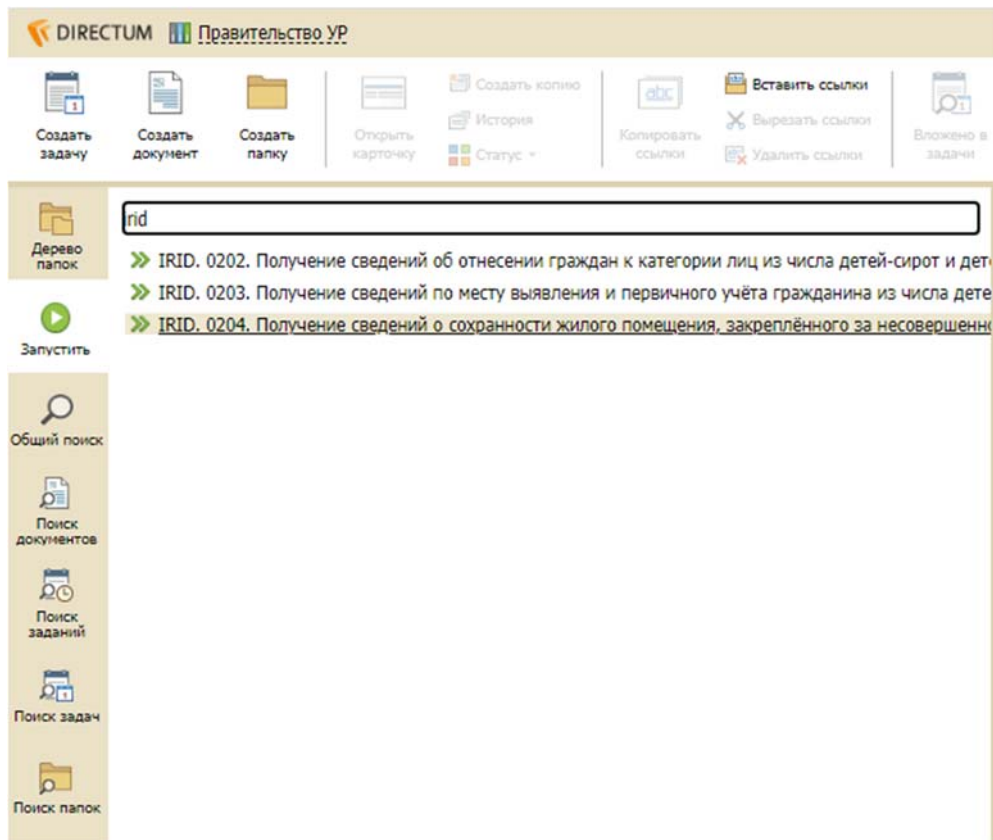 DIRECTUM Правительство УР
Создать задачу
Создать документ
Создать папку
Открыть карточку
Создать копию
История
Статус
Копировать ссылки
Вставить ссылки
Вырезать ссылки
Удалить ссылки
Вложено в задачи
Дерево папок
Запустить
Общий поиск
Поиск документов
Поиск заданий
Поиск задач
Поиск папок
irid
IRID. 0202. Получение сведений об отнесении граждан к категории лиц из числа детей-сирот и дет
IRID. 0203. Получение сведений по месту выявления и первичного учёта гражданина из числа дете
IRID. 0204. Получение сведений о сохранности жилого помещения, закреплённого за несовершенно